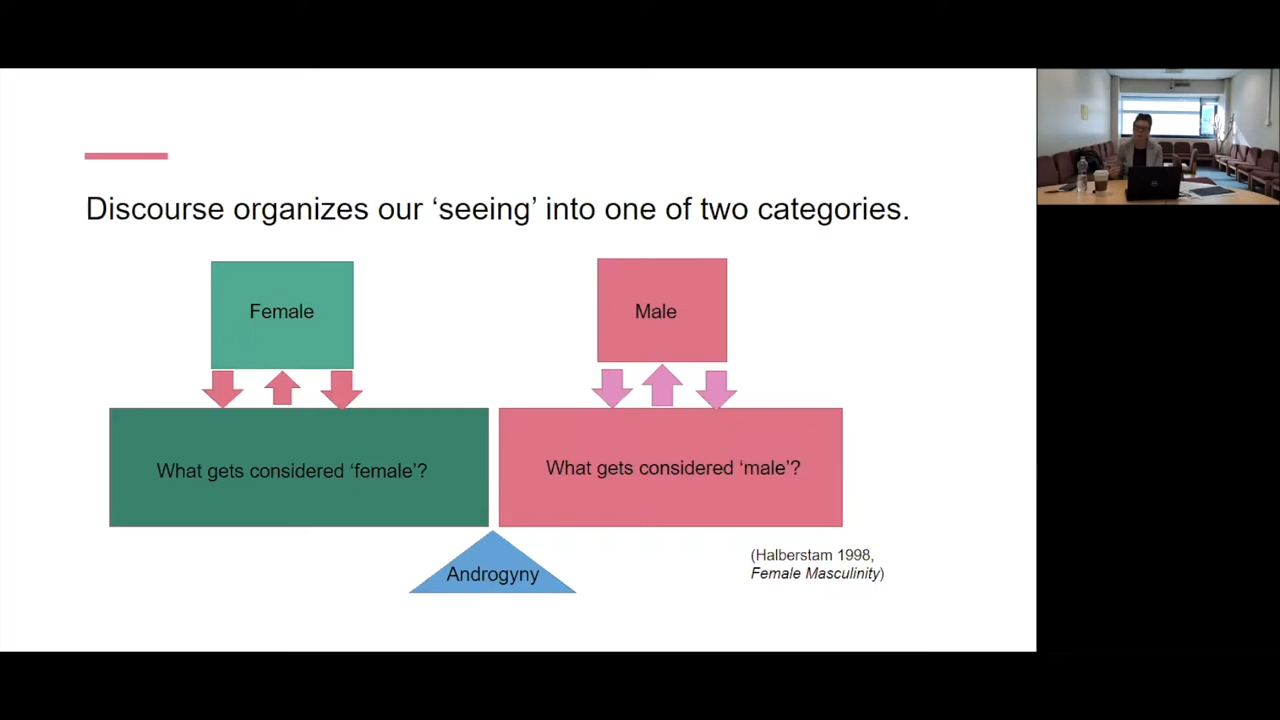 Discourse organizes our ‘seeing’ into one of two categories.
Female
Male
What gets considered ‘female’?
What gets considered ‘male’?
Androgyny
(Halberstam 1998,
Female Masculinity)